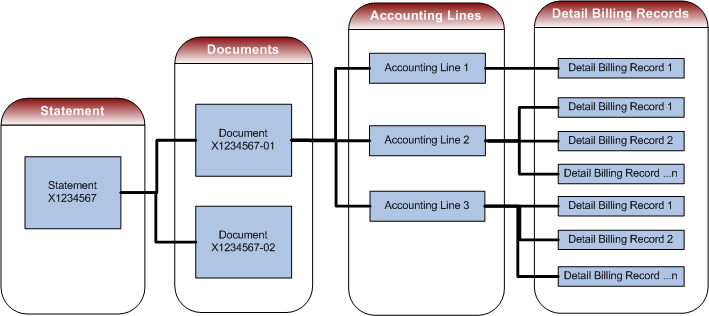 Statement
Statement
X1234567
Documents
Document
X1234567-01
Document
X1234567-02
Accounting Lines
Accounting Line 1
Accounting Line 2
Accounting Line 3
Detail Billing Records
Detail Billing Record 1
Detail Billing Record 1
Detail Billing Record 2
Detail Billing Record ...n
Detail Billing Record 1
Detail Billing Record 2
Detail Billing Record ...n